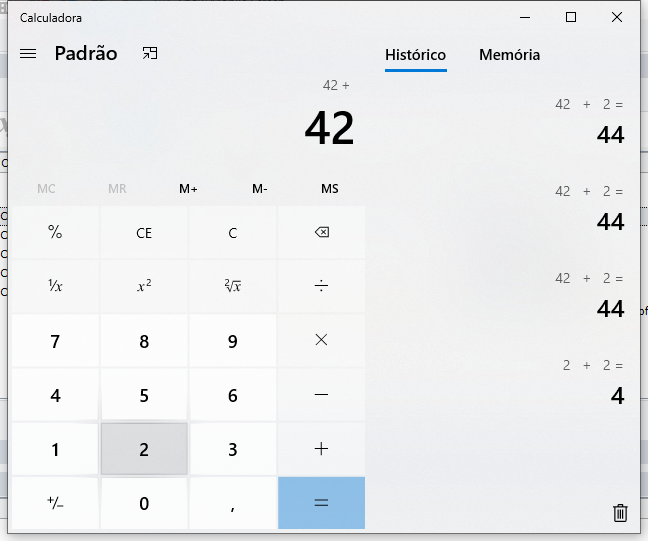 Calculadora
Padrão
Histórico Memória
42 +
42
42 + 2 =
44
42 + 2 =
44
42 + 2 =
44
2 + 2 =
4
MC MR M+ M- MS
% CE C
¹/x x² ²√x ÷
7 8 9 ×
4 5 6 −
1 2 3 +
+/− 0 , =